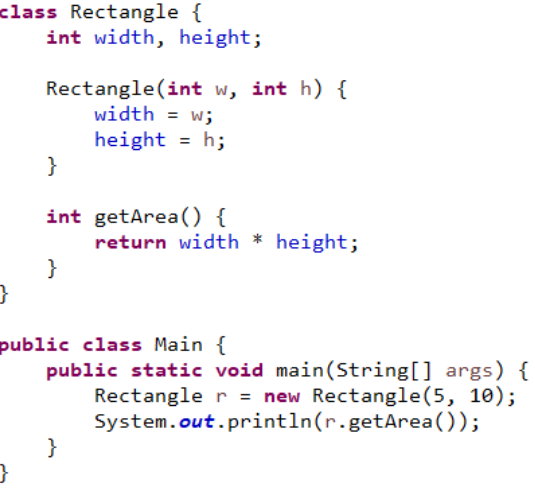 class Rectangle {
    int width, height;

    Rectangle(int w, int h) {
        width = w;
        height = h;
    }

    int getArea() {
        return width * height;
    }
}

public class Main {
    public static void main(String[] args) {
        Rectangle r = new Rectangle(5, 10);
        System.out.println(r.getArea());
    }
}